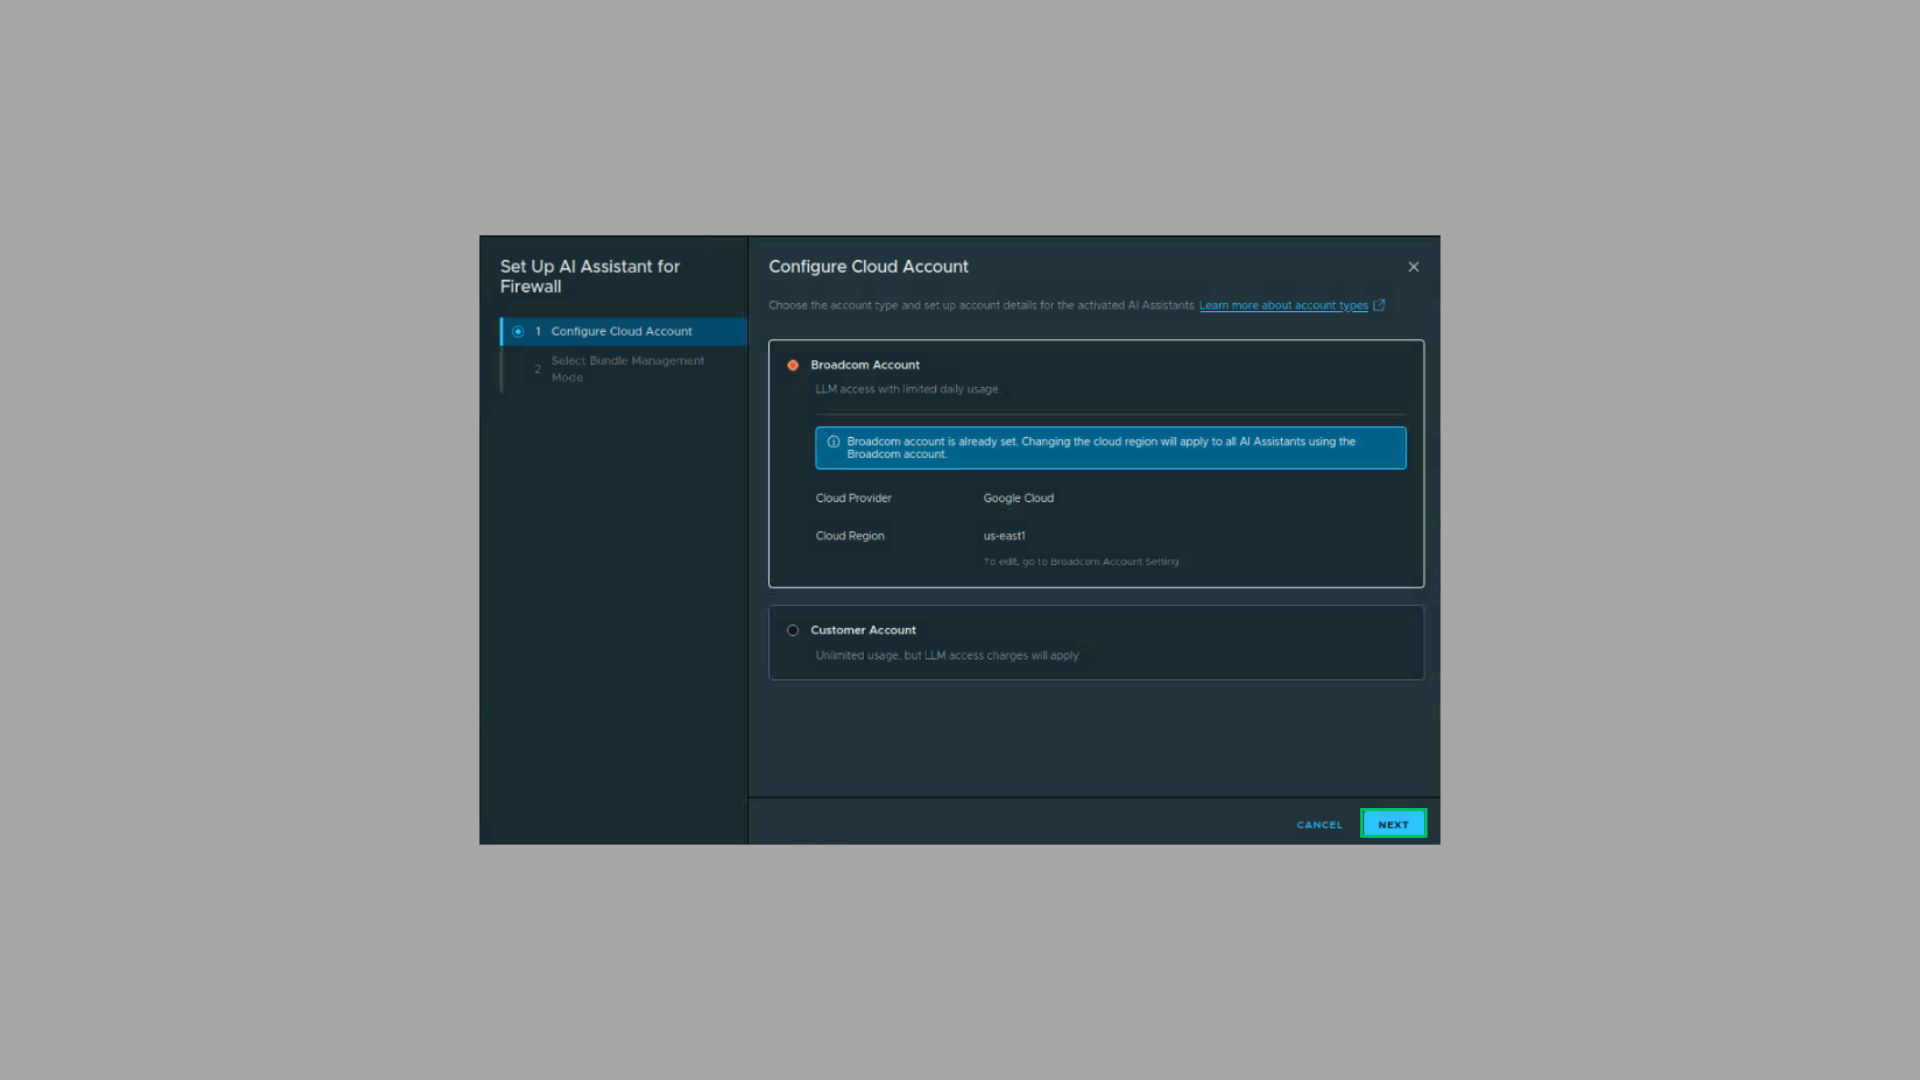 Set Up AI Assistant for
Firewall
1 Configure Cloud Account
2 Select Bundle Management
Mode
Configure Cloud Account
Choose the account type and set up account details for the activated AI Assistants. Learn more about account types
Broadcom Account
LLM access with limited daily usage.
Broadcom account is already set. Changing the cloud region will apply to all AI Assistants using the
Broadcom account.
Cloud Provider Google Cloud
Cloud Region us-east1
To edit, go to Broadcom Account Setting
Customer Account
Unlimited usage, but LLM access charges will apply.
CANCEL NEXT